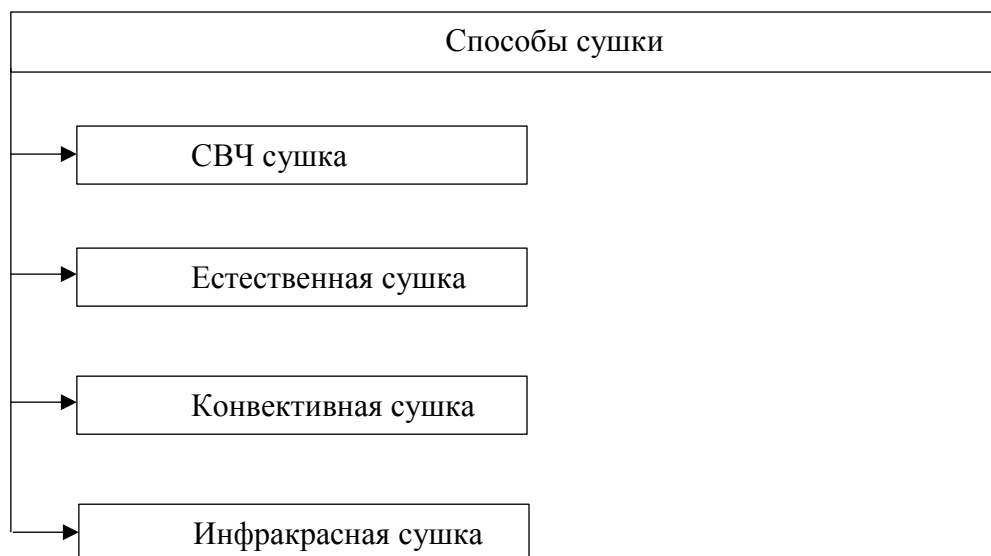 Способы сушки
СВЧ сушка
Естественная сушка
Конвективная сушка
Инфракрасная сушка